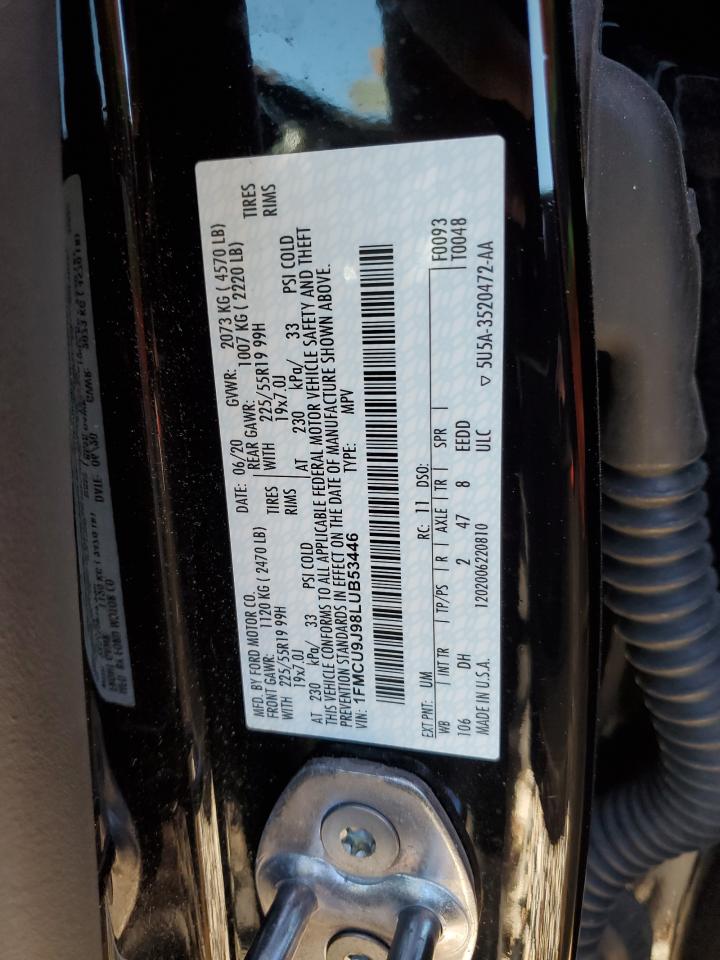 MFD. BY FORD MOTOR CO. DATE: 06/20 GVWR: 2073 KG ( 4570 LB)
FRONT GAWR: 1120 KG ( 2470 LB) REAR GAWR: 1007 KG ( 2220 LB)
WITH 225/55R19 99H TIRES WITH 225/55R19 99H TIRES
19x7.0J RIMS 19x7.0J RIMS
AT 230 kPa/ 33 PSI COLD AT 230 kPa/ 33 PSI COLD
THIS VEHICLE CONFORMS TO ALL APPLICABLE FEDERAL MOTOR VEHICLE SAFETY AND THEFT
PREVENTION STANDARDS IN EFFECT ON THE DATE OF MANUFACTURE SHOWN ABOVE.
VIN: 1FMCU9J98LUB53446 TYPE: MPV
EXT PNT: UM RC: 11 DSO: F0093
WB INT TR TP/PS R AXLE TR SPR T0048
106 DH 2 47 8 EEDD
MADE IN U.S.A. 1202006220810 ULC ▽ 5U5A-3520472-AA